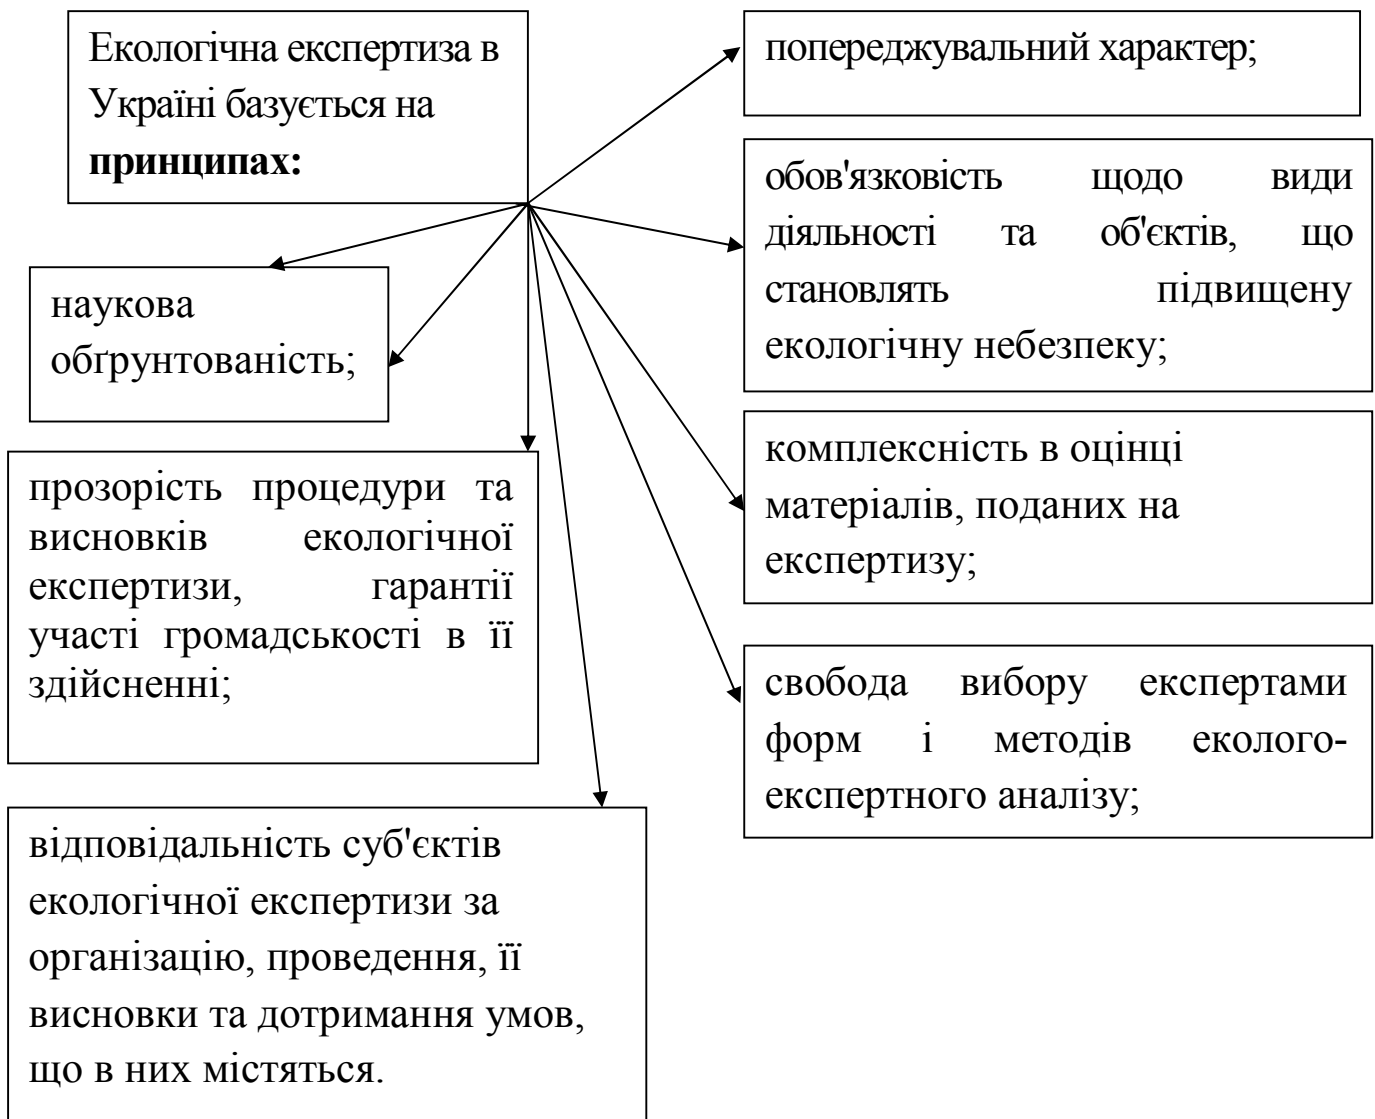 Екологічна експертиза в
Україні базується на
принципах:
попереджувальний характер;
обов'язковість щодо види
діяльності та об'єктів, що
становлять підвищену
екологічну небезпеку;
наукова
обґрунтованість;
комплексність в оцінці
матеріалів, поданих на
експертизу;
прозорість процедури та
висновків екологічної
експертизи, гарантії
участі громадськості в її
здійсненні;
свобода вибору експертами
форм і методів еколого-
експертного аналізу;
відповідальність суб'єктів
екологічної експертизи за
організацію, проведення, її
висновки та дотримання умов,
що в них містяться.